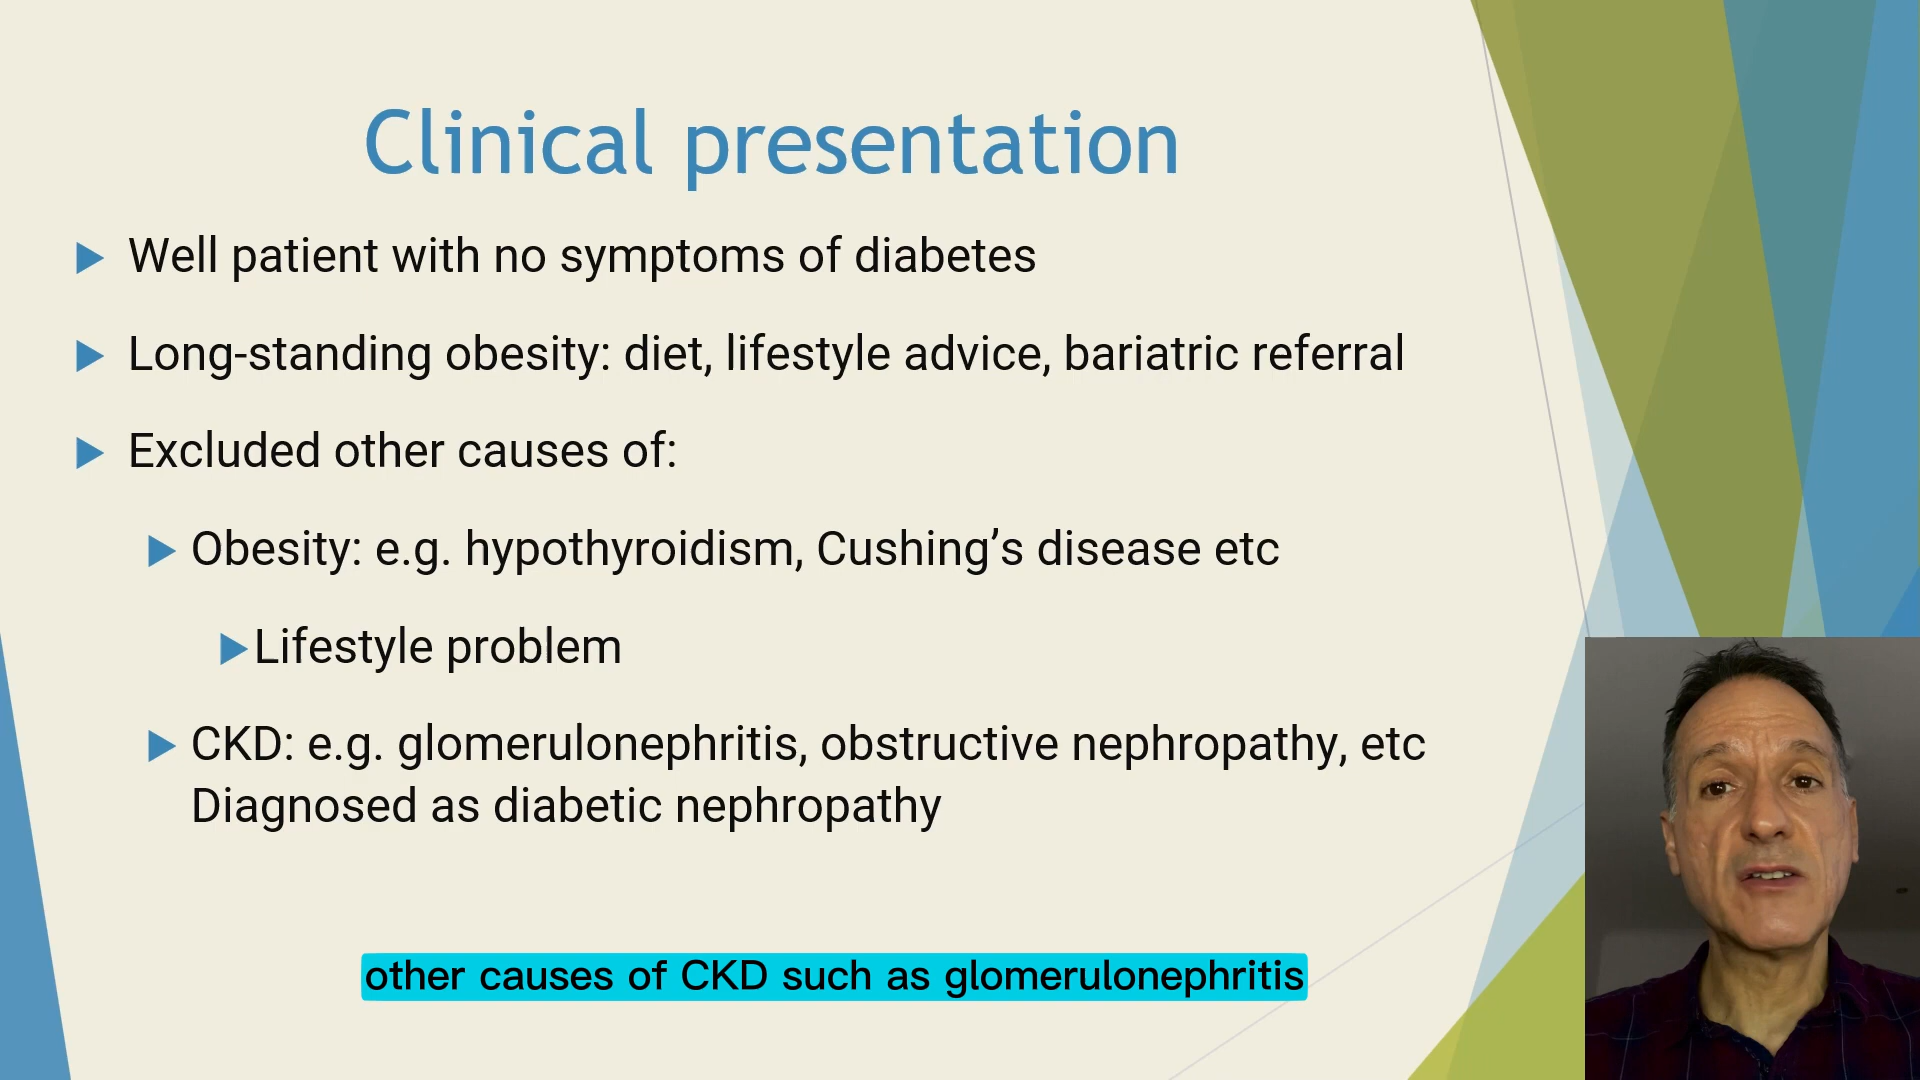 Clinical presentation
Well patient with no symptoms of diabetes
Long-standing obesity: diet, lifestyle advice, bariatric referral
Excluded other causes of:
Obesity: e.g. hypothyroidism, Cushing’s disease etc
Lifestyle problem
CKD: e.g. glomerulonephritis, obstructive nephropathy, etc
Diagnosed as diabetic nephropathy
other causes of CKD such as glomerulonephritis